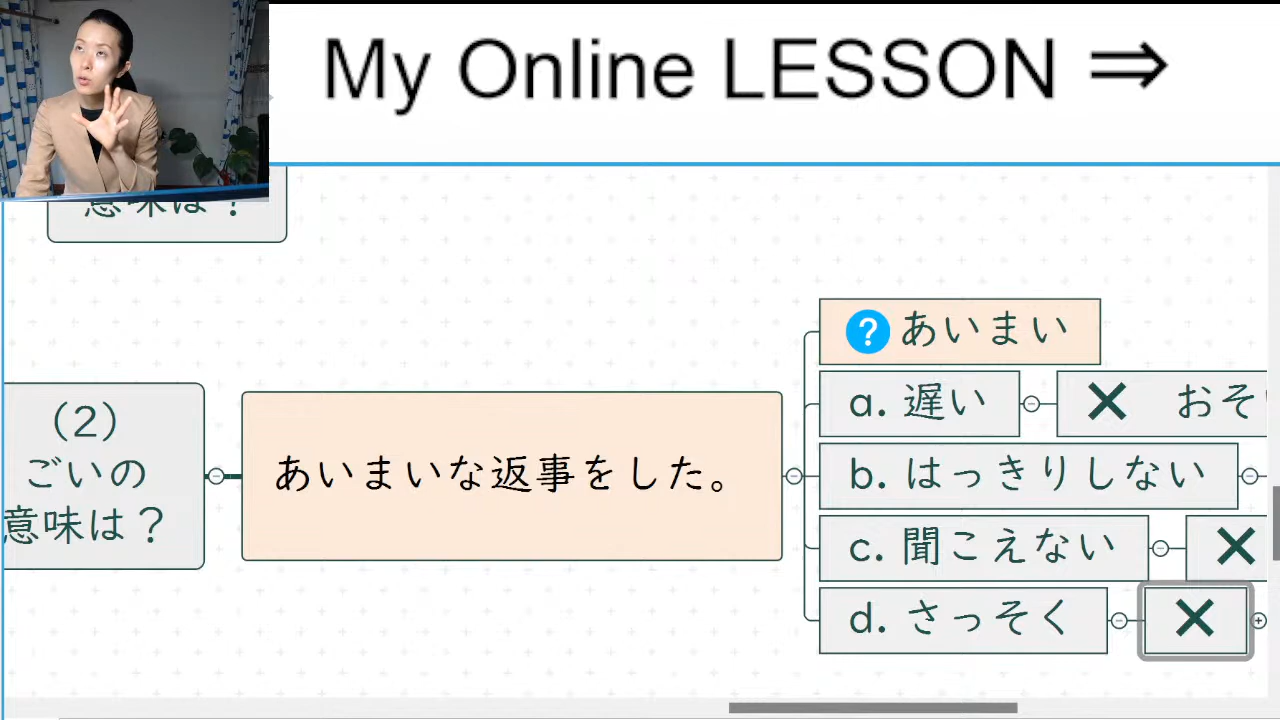 My Online LESSON ⇒
意味は？
あいまい
a. 遅い
✕ おそ
b. はっきりしない
(2)
ごいの
意味は？
あいまいな返事をした。
c. 聞こえない
✕
d. さっそく
✕